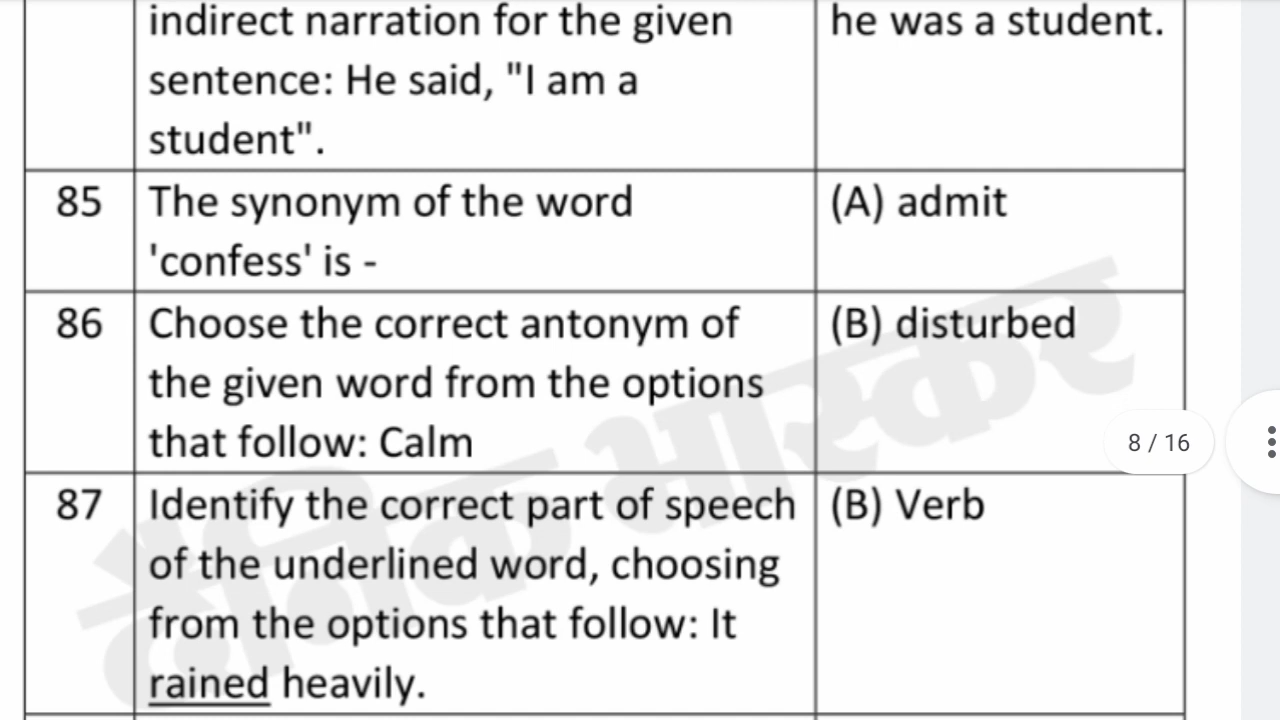 indirect narration for the given
sentence: He said, "I am a
student".
he was a student.
85
The synonym of the word
'confess' is -
(A) admit
86
Choose the correct antonym of
the given word from the options
that follow: Calm
(B) disturbed
87
Identify the correct part of speech
of the underlined word, choosing
from the options that follow: It
rained heavily.
(B) Verb
दैनिक भास्कर
8 / 16